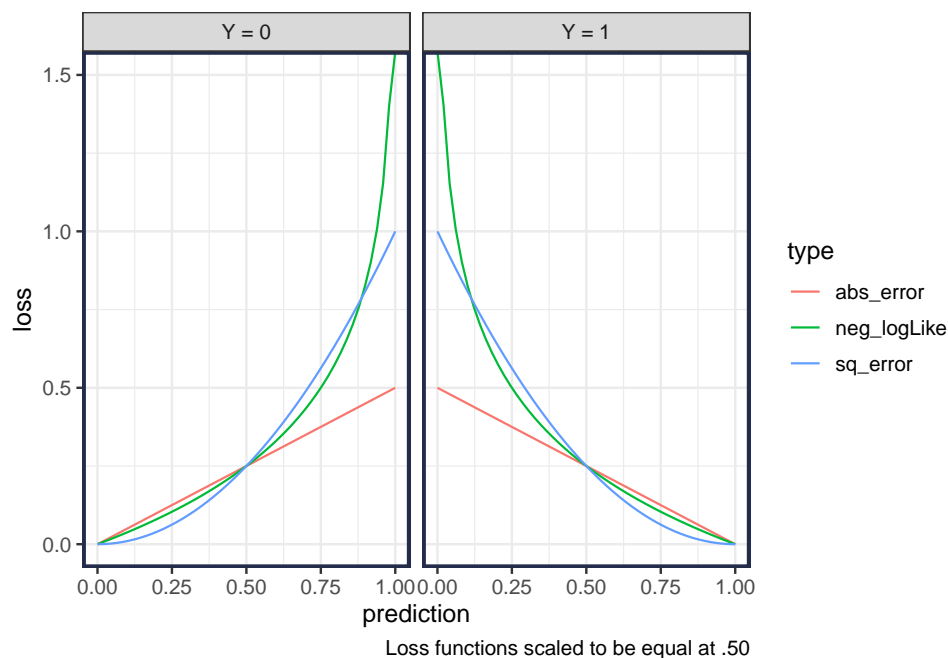 Y = 0
Y = 1
loss
1.5
1.0
0.5
0.0
0.00 0.25 0.50 0.75 1.00
0.00 0.25 0.50 0.75 1.00
prediction
type
abs_error
neg_logLike
sq_error
Loss functions scaled to be equal at .50